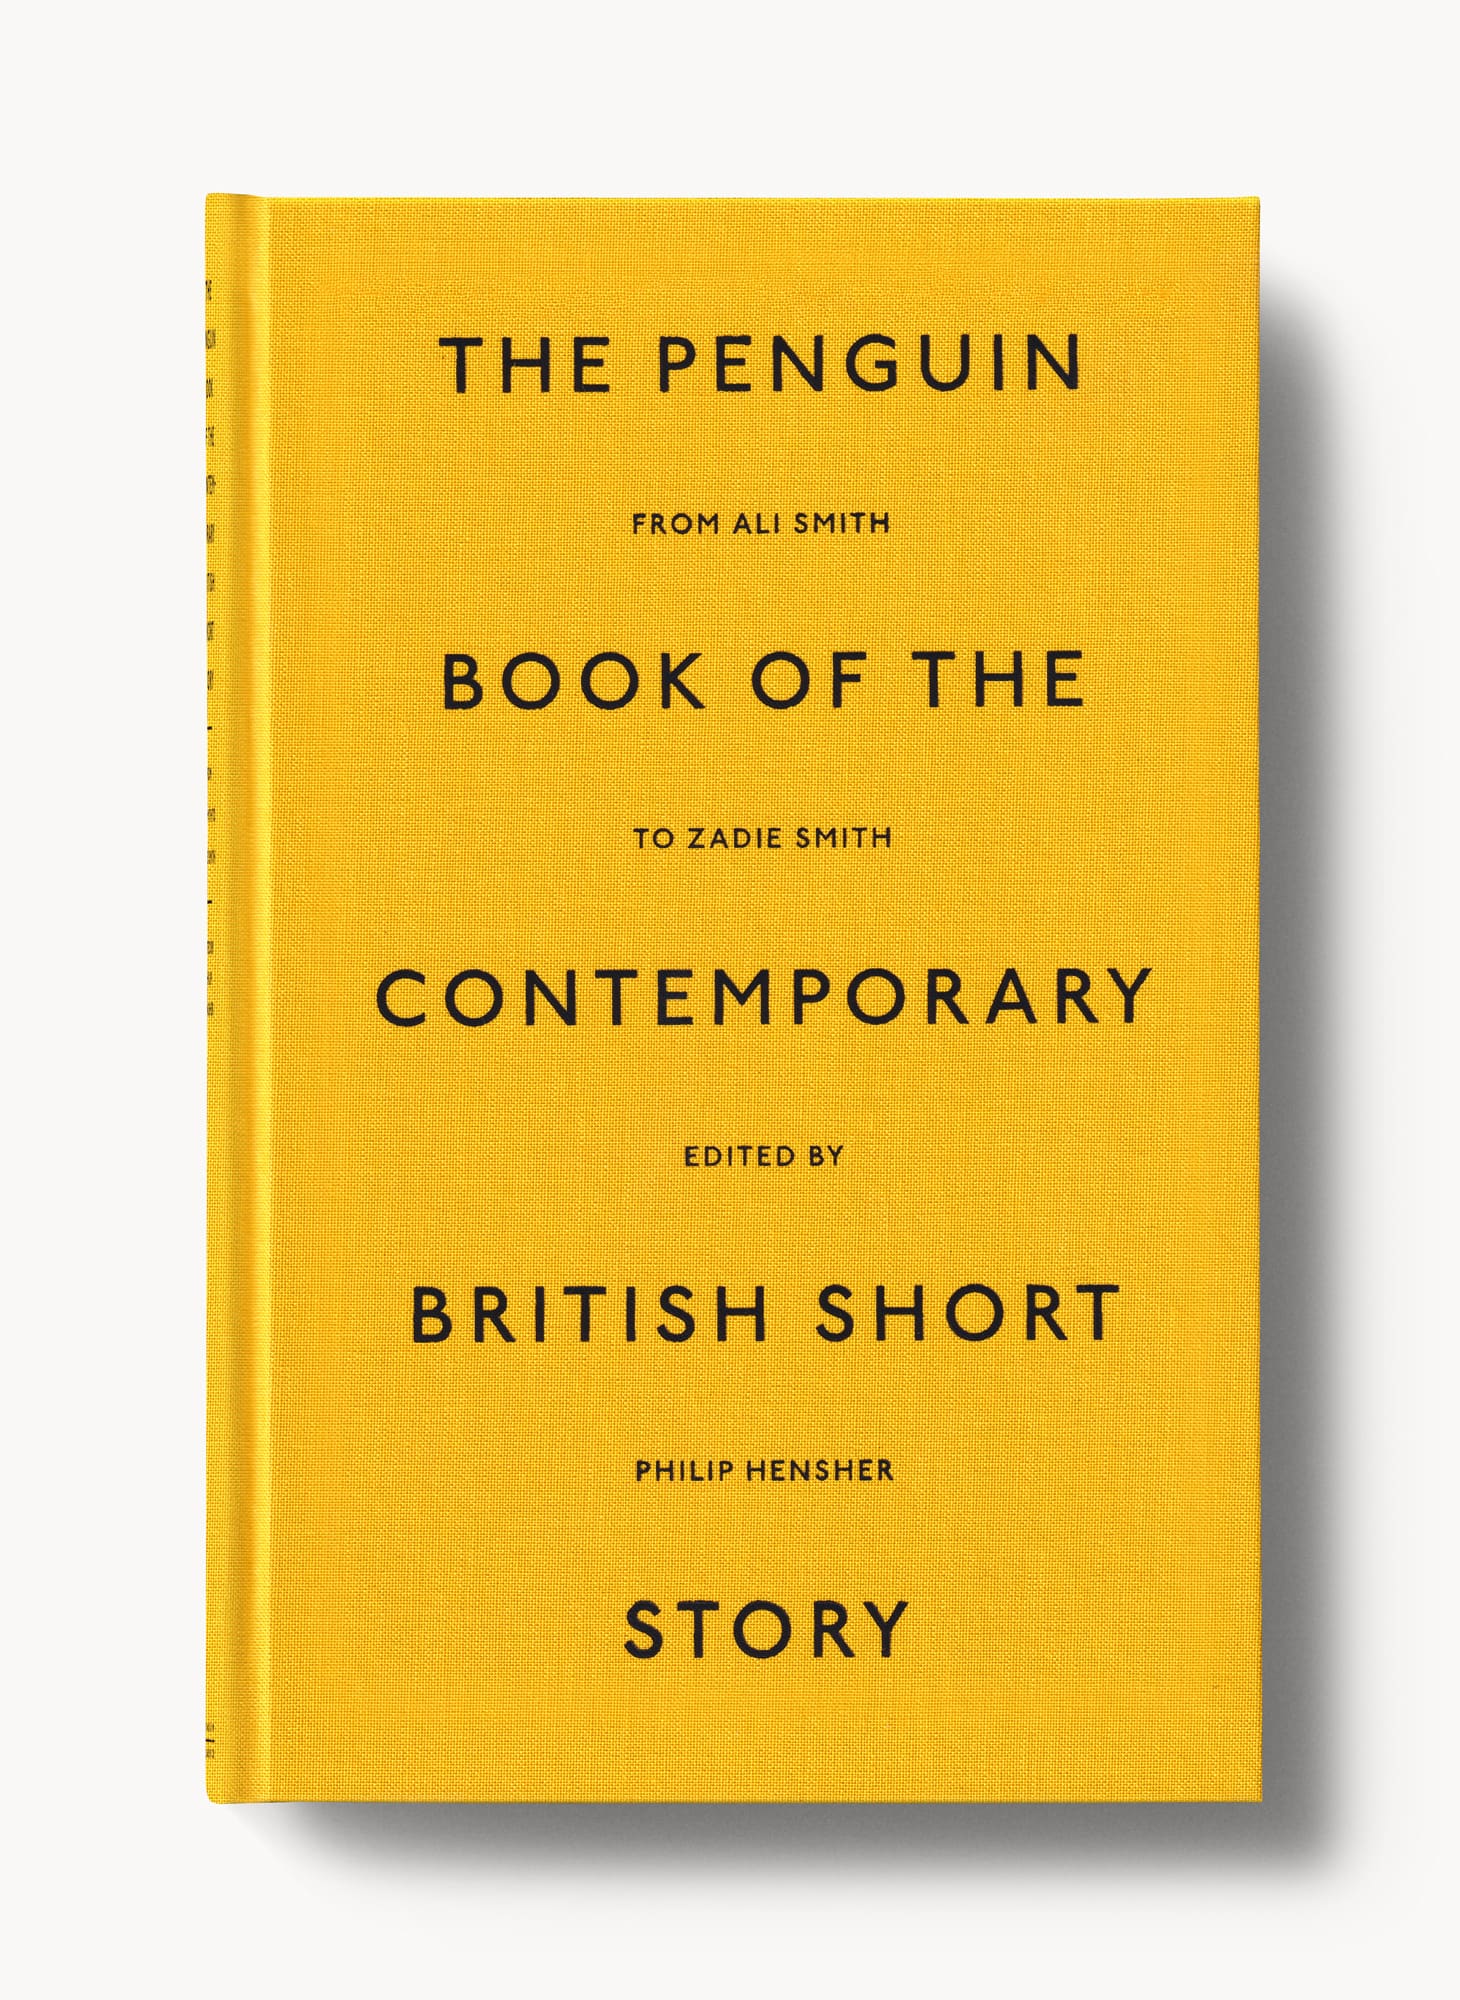 THE PENGUIN
FROM ALI SMITH
BOOK OF THE
TO ZADIE SMITH
CONTEMPORARY
EDITED BY
BRITISH SHORT
PHILIP HENSHER
STORY